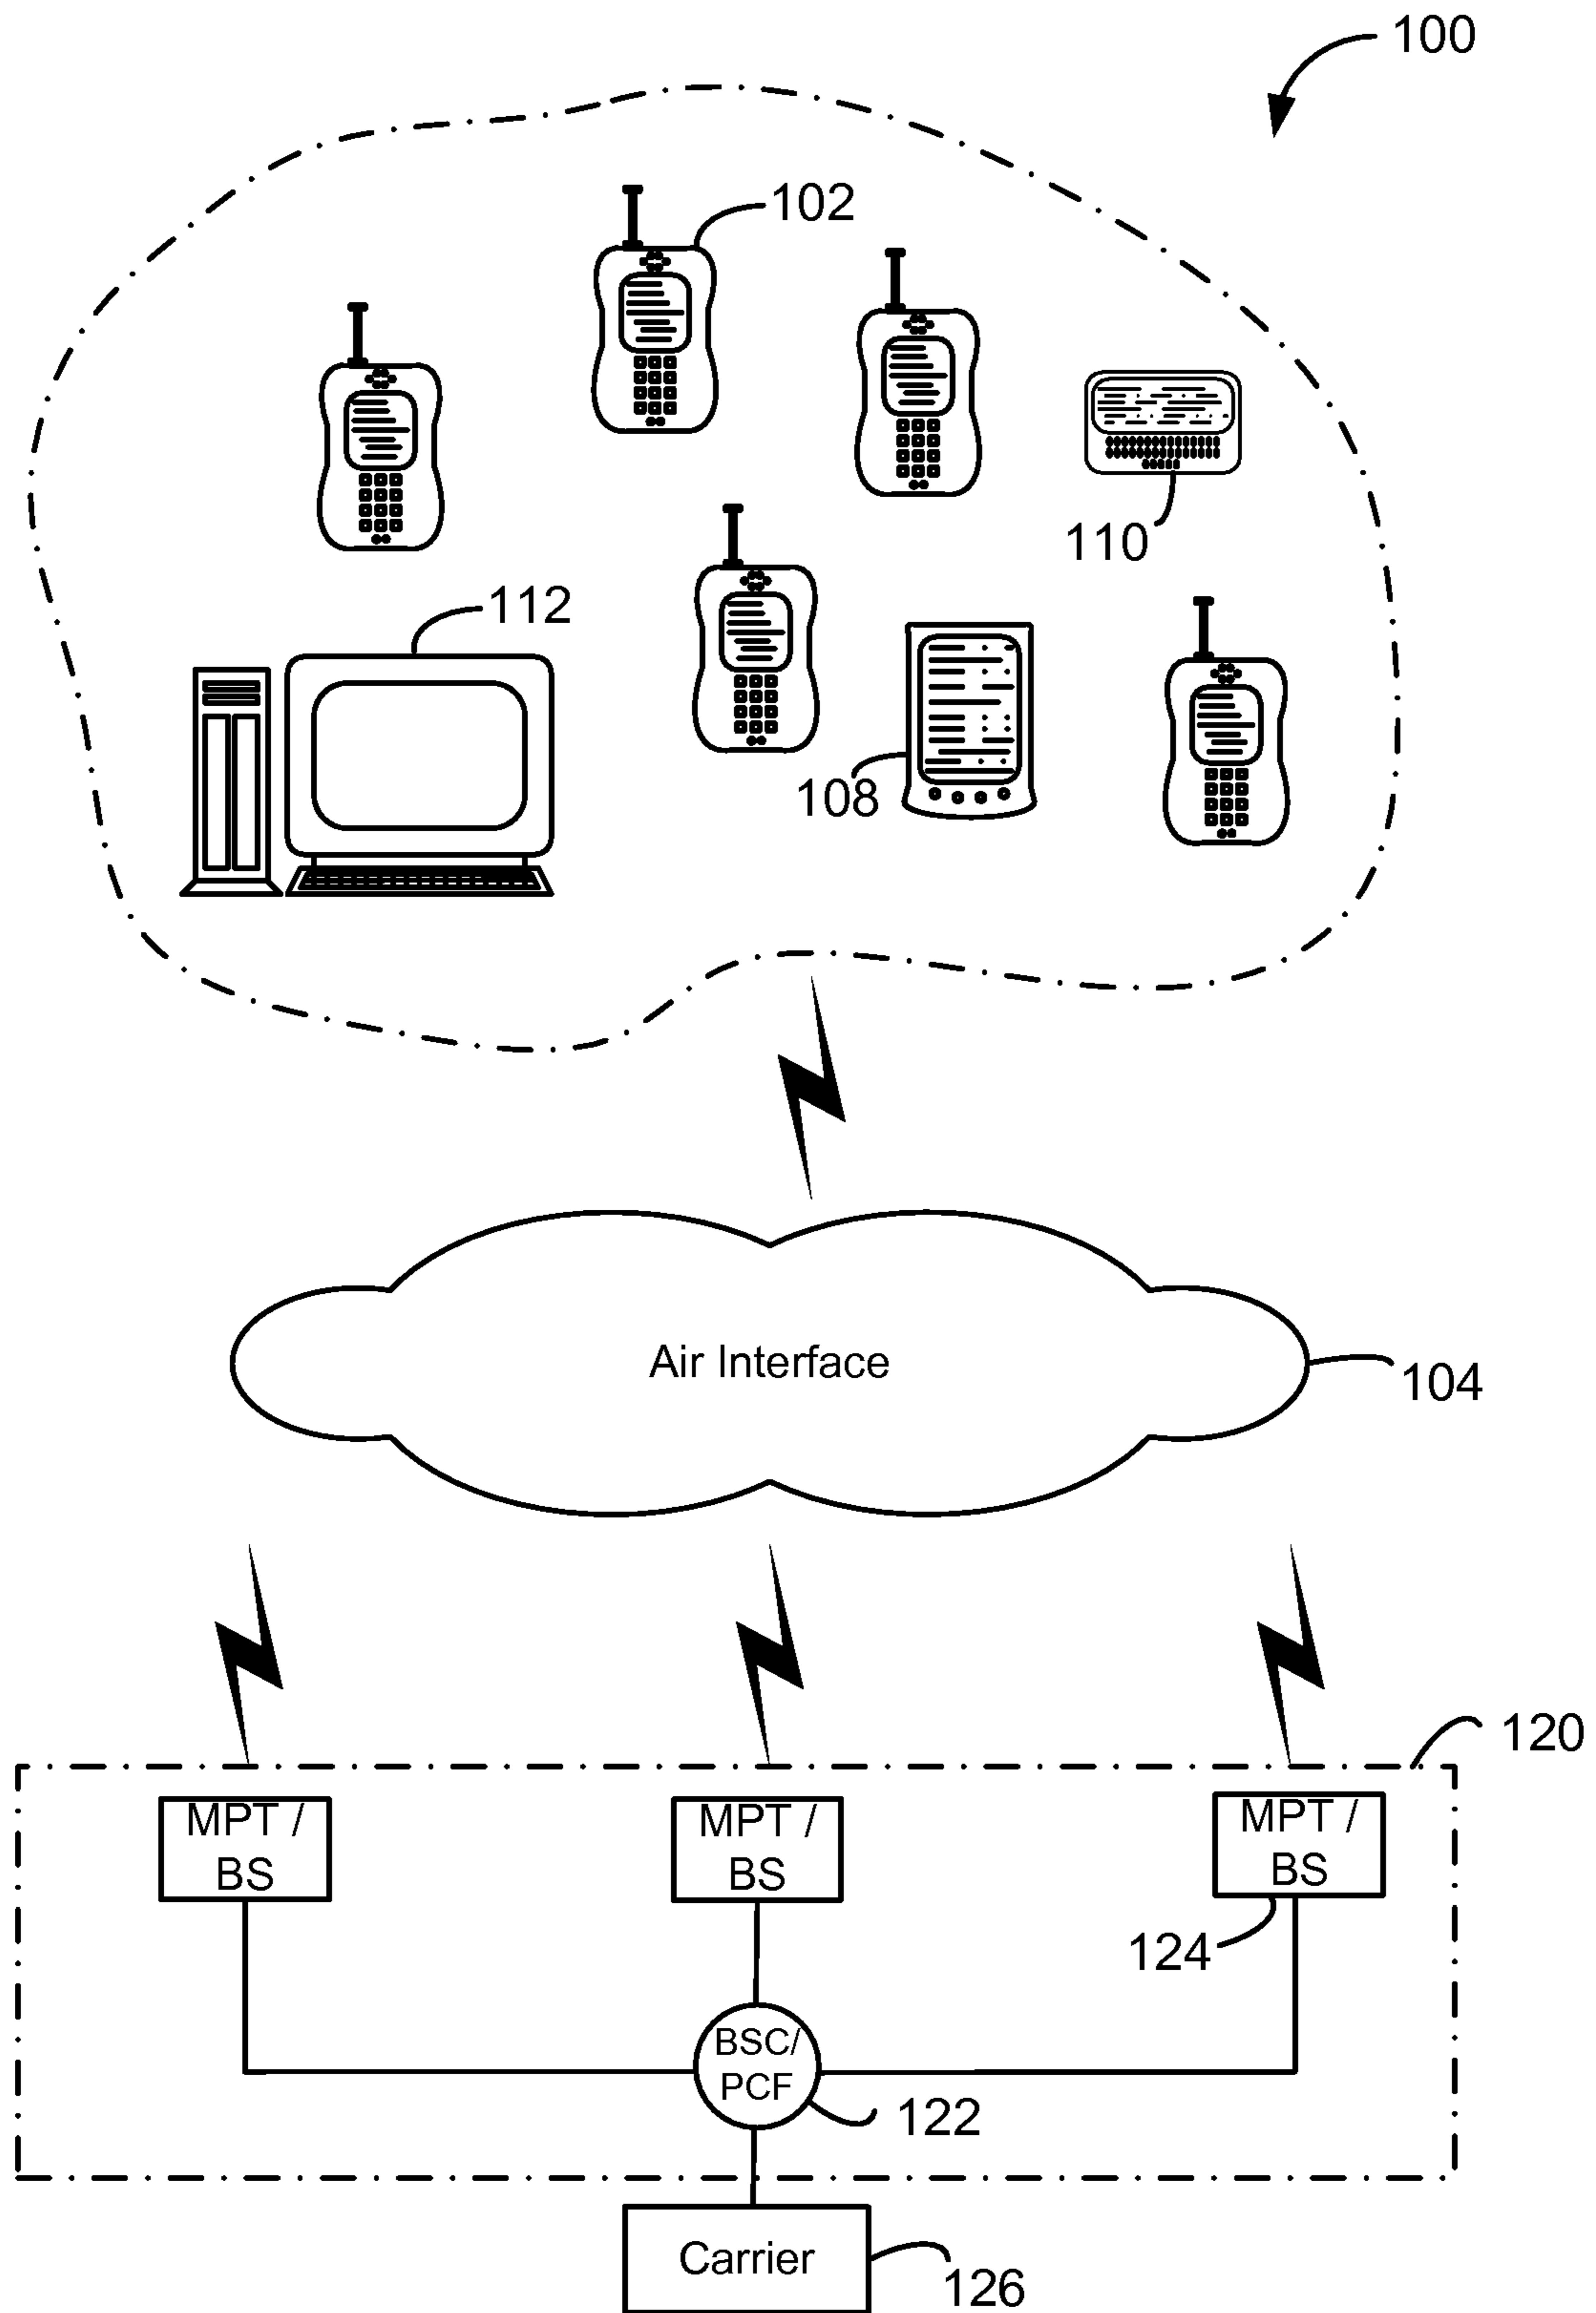 100
102
110
112
108
Air Interface
104
120
MPT /
BS
MPT /
BS
MPT /
BS
124
BSC/
PCF
122
Carrier
126